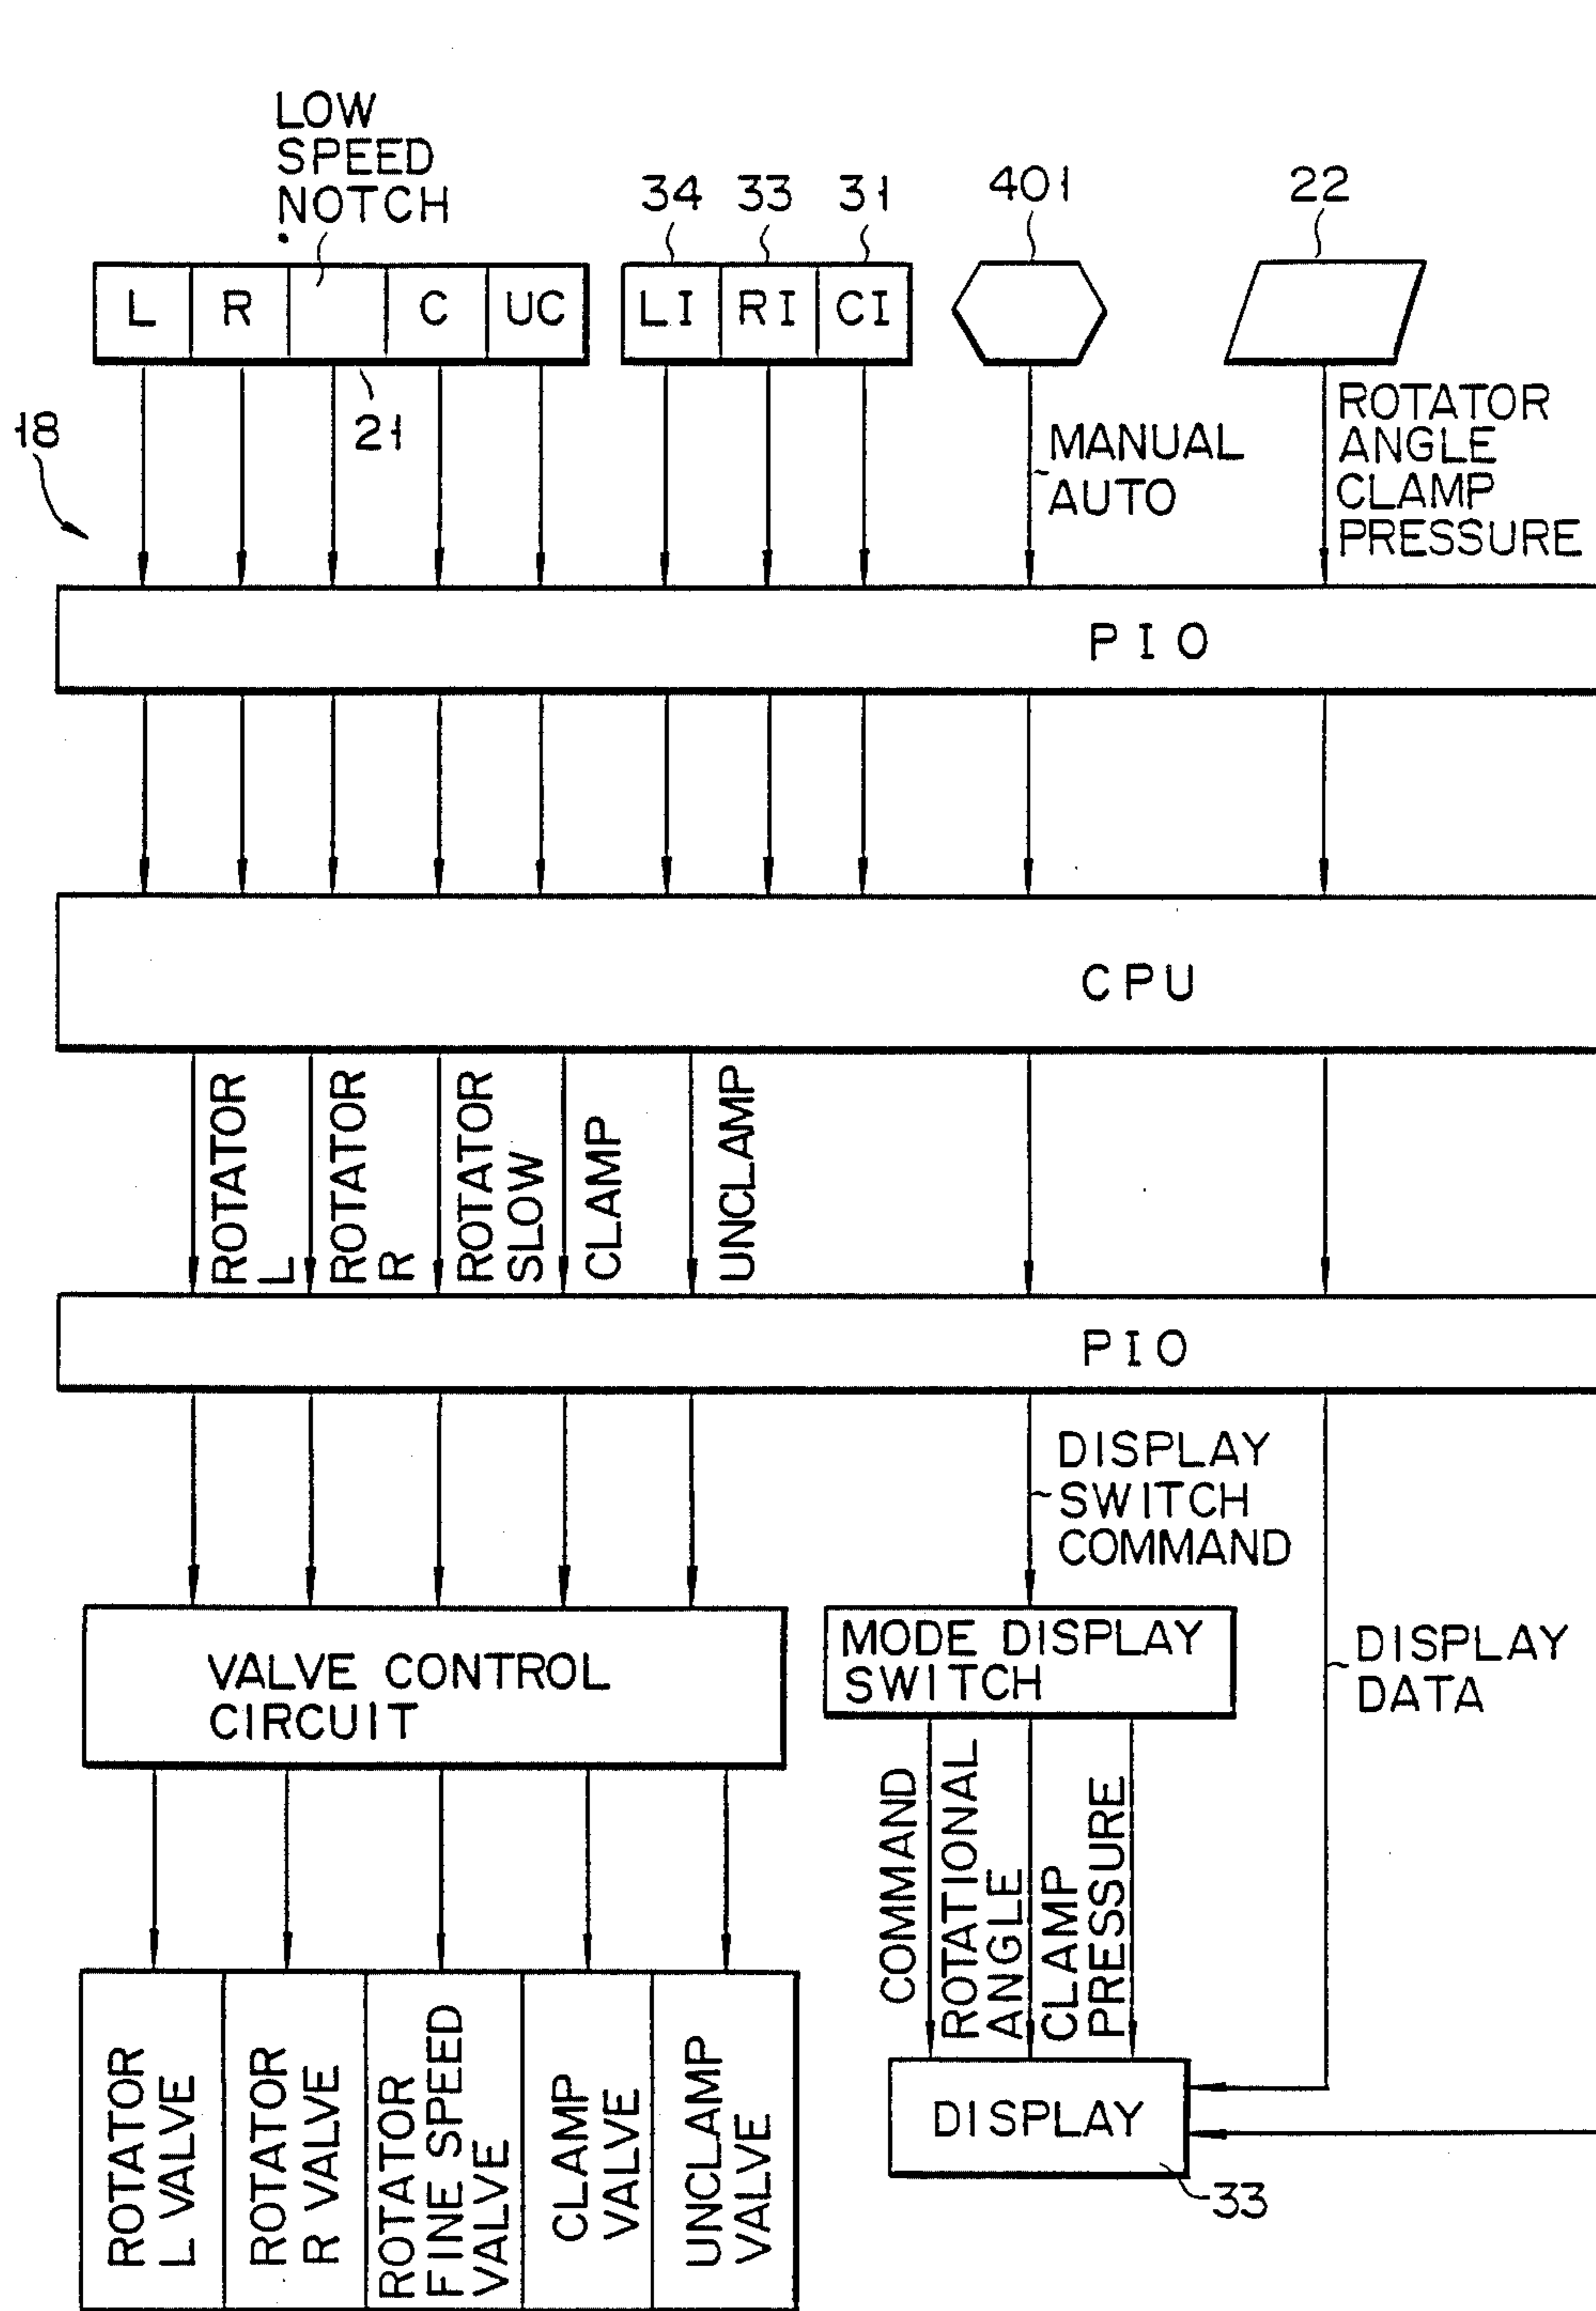 LOW
SPEED
NOTCH
34
33
31
401
22
L
R
C
UC
LI
RI
CI
18
21
MANUAL
AUTO
ROTATOR
ANGLE
CLAMP
PRESSURE
PIO
CPU
ROTATOR
L
ROTATOR
R
ROTATOR
SLOW
CLAMP
UNCLAMP
PIO
DISPLAY
SWITCH
COMMAND
VALVE CONTROL
CIRCUIT
MODE DISPLAY
SWITCH
DISPLAY
DATA
COMMAND
ROTATIONAL
ANGLE
CLAMP
PRESSURE
ROTATOR
L VALVE
ROTATOR
R VALVE
ROTATOR
FINE SPEED
VALVE
CLAMP
VALVE
UNCLAMP
VALVE
DISPLAY
33